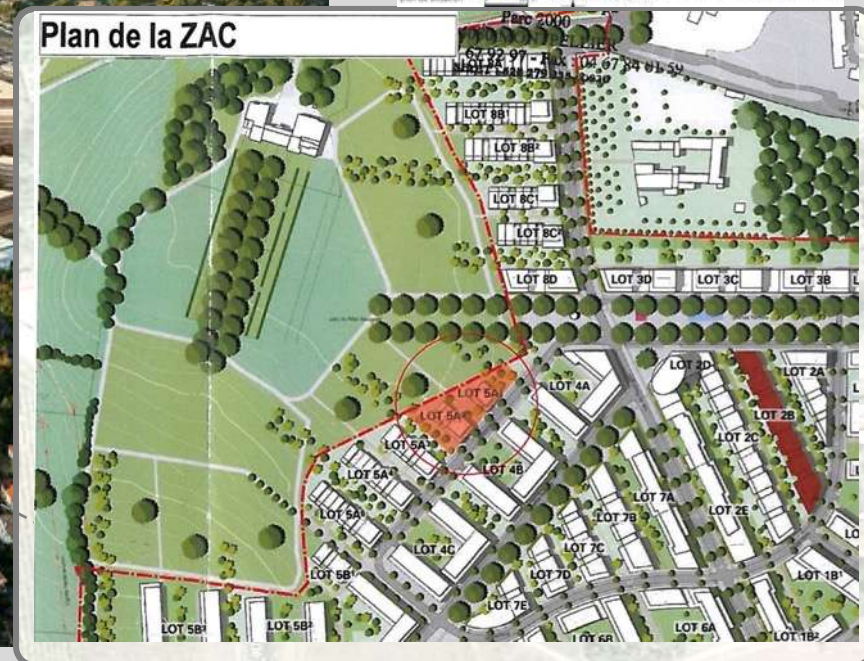 Plan de la ZAC
Parc 2000
LOT 8B¹
LOT 8B²
LOT 8C¹
LOT 8C²
LOT 8D
LOT 3D
LOT 3C
LOT 3B
LOT 5A
LOT 5A
LOT 4A
LOT 2D
LOT 2A
LOT 2B
LOT 2C
LOT 5A
LOT 5A
LOT 4B
LOT 7A
LOT 2E
LOT 5A
LOT 7B
LOT 4C
LOT 7C
LOT 5B¹
LOT 7D
LOT 1B¹
LOT 7E
LOT 5B
LOT 5B²
LOT 6B
LOT 6A
LOT 1B²